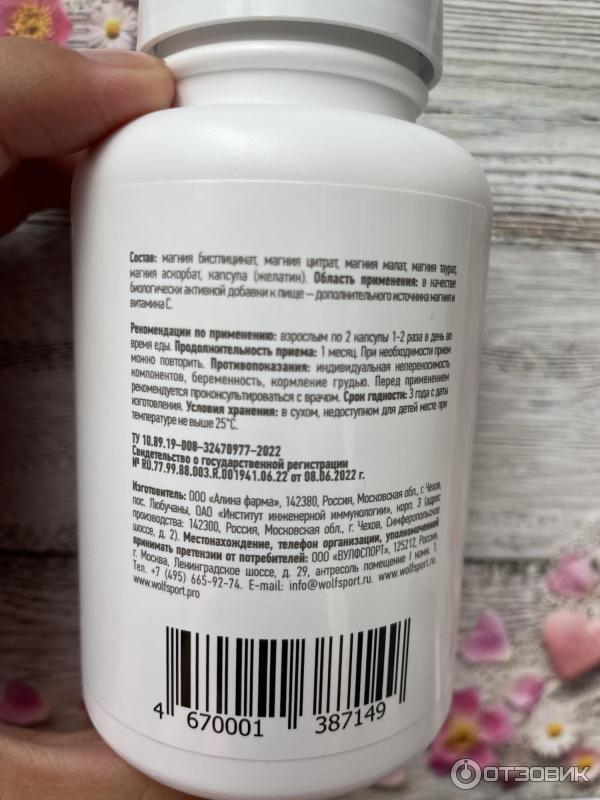 Состав: магния бисглицинат, магния цитрат, магния малат, магния таурат,
магния аскорбат, капсула (желатин). Область применения: в качестве
биологически активной добавки к пище – дополнительного источника магния и
витамина С.
Рекомендации по применению: взрослым по 2 капсулы 1-2 раза в день во
время еды. Продолжительность приема: 1 месяц. При необходимости прием
можно повторить. Противопоказания: индивидуальная непереносимость
компонентов, беременность, кормление грудью. Перед применением
рекомендуется проконсультироваться с врачом. Срок годности: 3 года с даты
изготовления. Условия хранения: в сухом, недоступном для детей месте при
температуре не выше 25°С.
ТУ 10.89.19-008-32470977-2022
Свидетельство о государственной регистрации
№ RU.77.99.88.003.R.001941.06.22 от 08.06.2022 г.
Изготовитель: ООО «Алина фарма», 142380, Россия, Московская обл., г. Чехов,
пос. Любучаны, ОАО «Институт инженерной иммунологии», корп. 3 (адрес
производства: 142300, Россия, Московская обл., г. Чехов, Симферопольское
шоссе, д. 2). Местонахождение, телефон организации, уполномоченной
принимать претензии от потребителей: ООО «ВУЛФСПОРТ», 125212, Россия,
г. Москва, Ленинградское шоссе, д. 29, антресоль помещение I комн. 1.
Тел. +7 (495) 665-92-74. E-mail: info@wolfsport.ru. www.wolfsport.ru.
www.wolfsport.pro
4 670001 387149
ОТЗОВИК